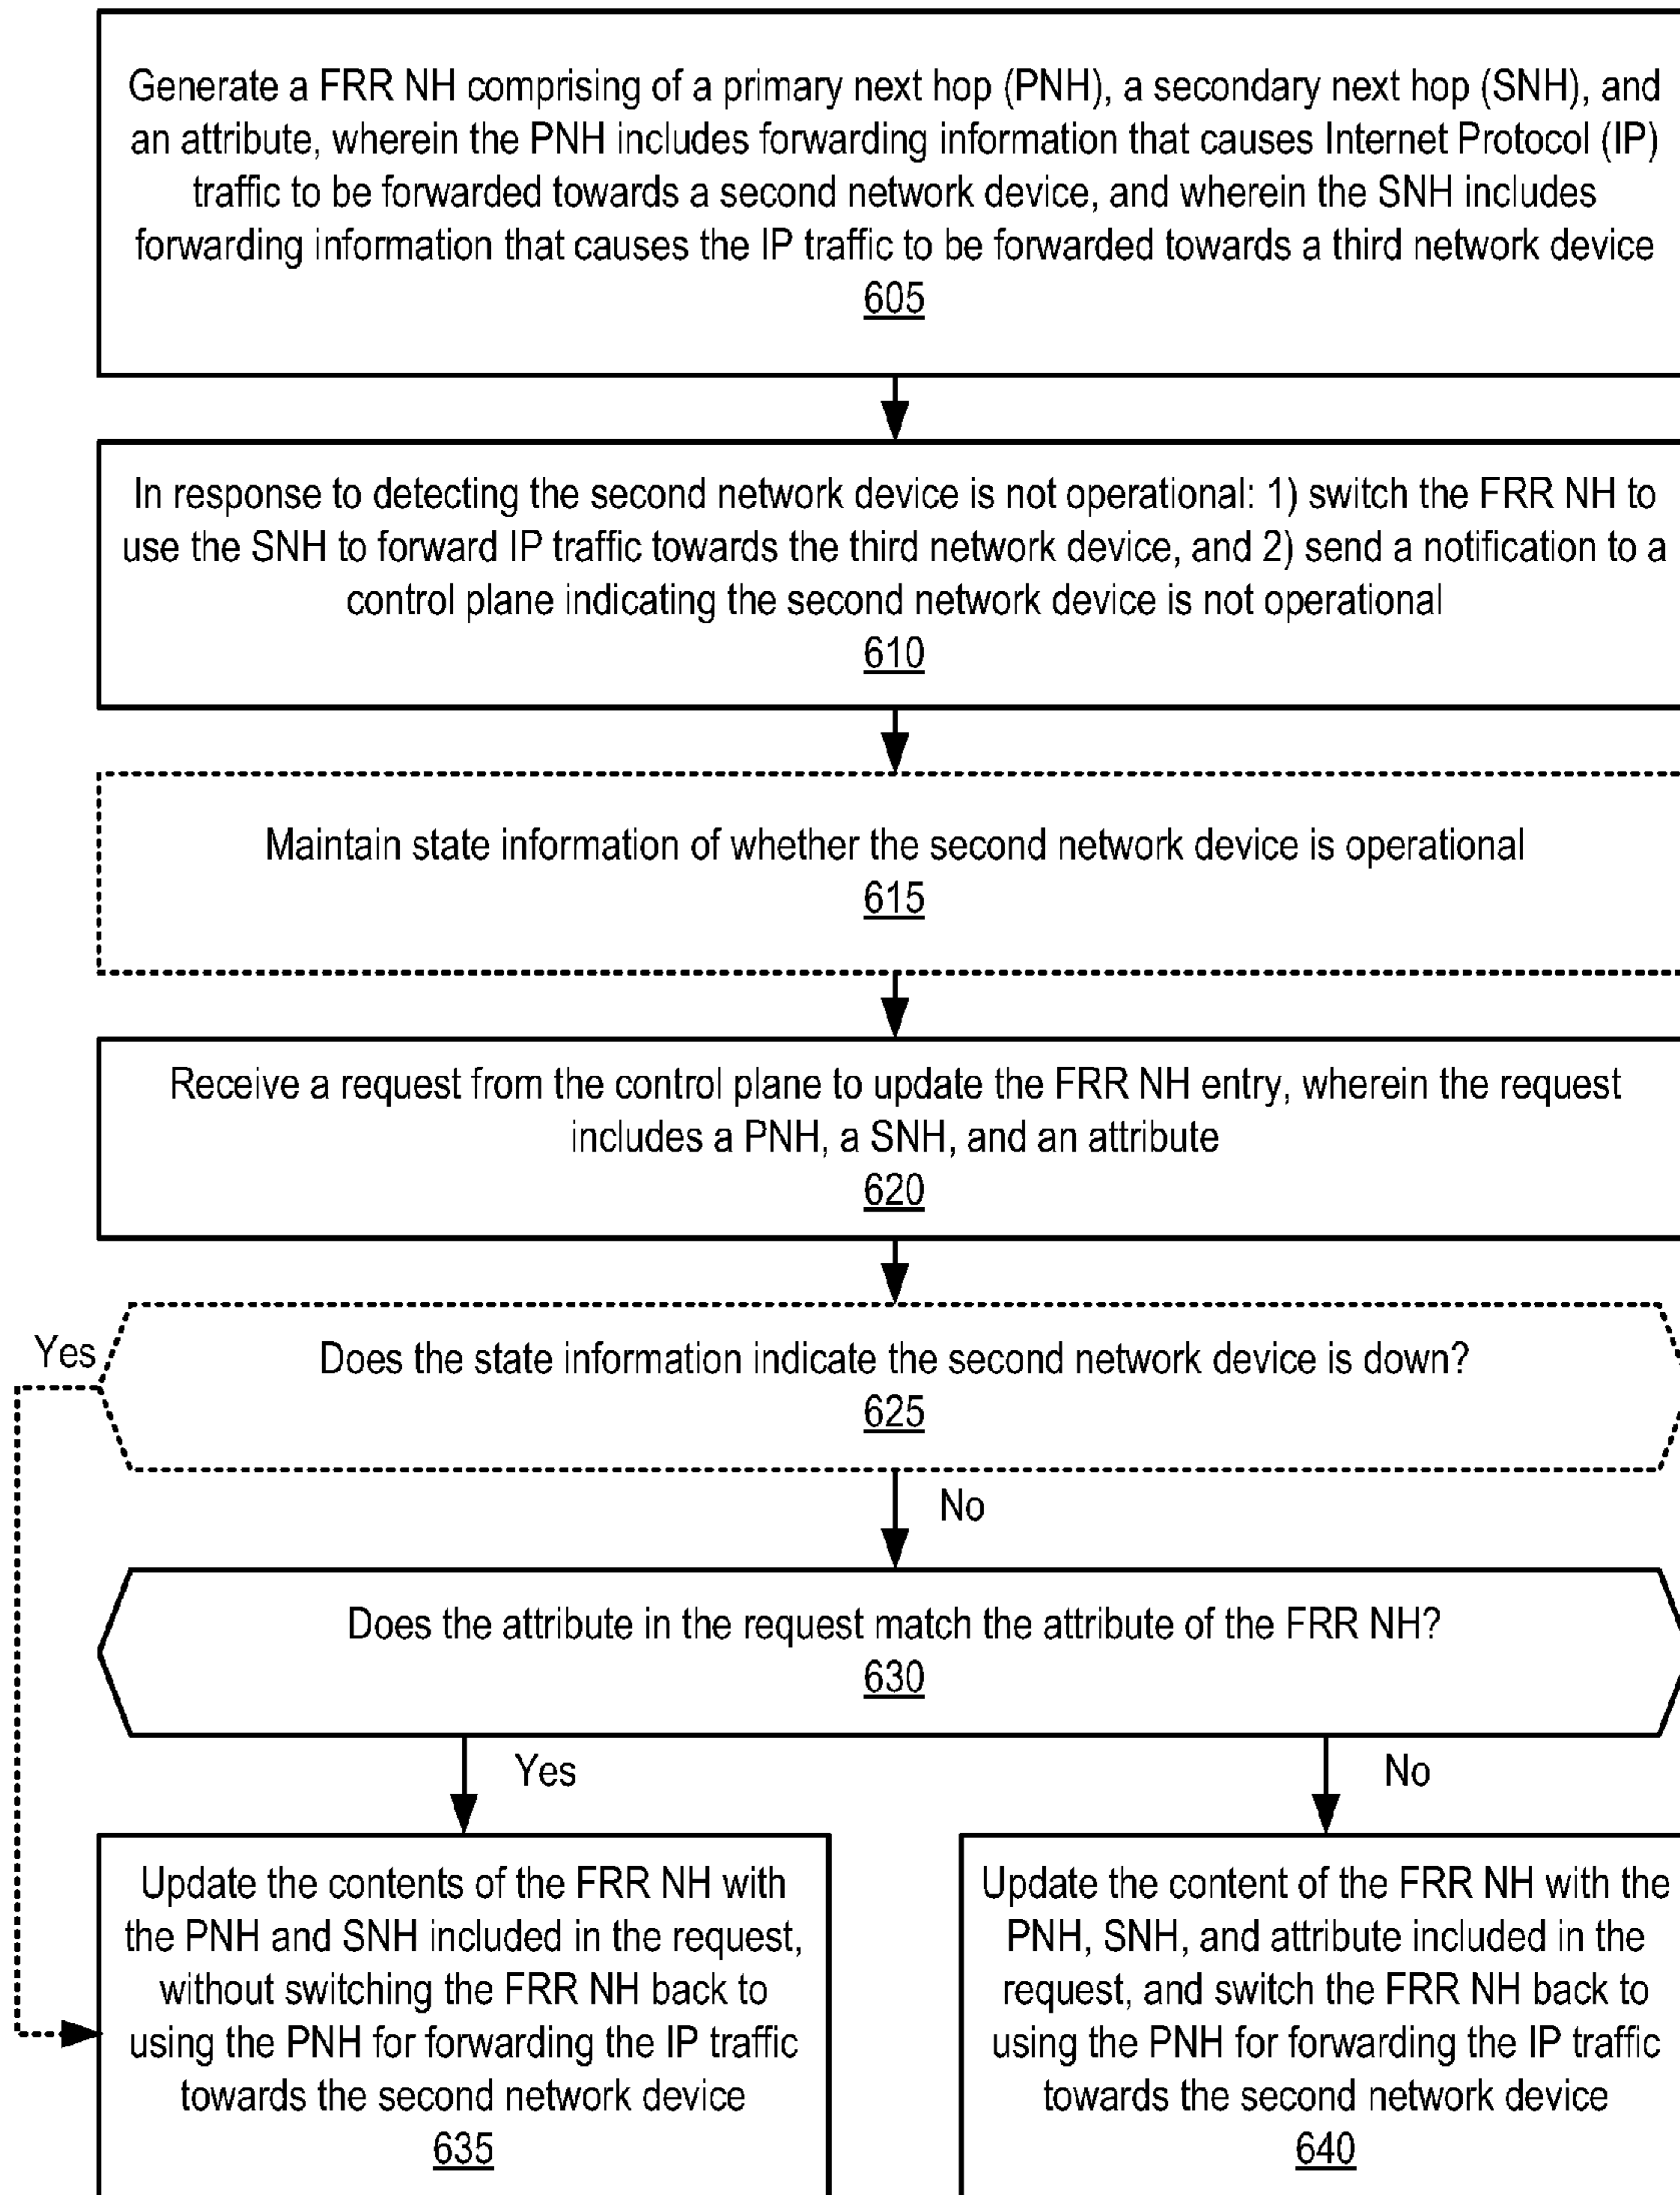 Generate a FRR NH comprising of a primary next hop (PNH), a secondary next hop (SNH), and
an attribute, wherein the PNH includes forwarding information that causes Internet Protocol (IP)
traffic to be forwarded towards a second network device, and wherein the SNH includes
forwarding information that causes the IP traffic to be forwarded towards a third network device
605
In response to detecting the second network device is not operational: 1) switch the FRR NH to
use the SNH to forward IP traffic towards the third network device, and 2) send a notification to a
control plane indicating the second network device is not operational
610
Maintain state information of whether the second network device is operational
615
Receive a request from the control plane to update the FRR NH entry, wherein the request
includes a PNH, a SNH, and an attribute
620
Yes
Does the state information indicate the second network device is down?
625
No
Does the attribute in the request match the attribute of the FRR NH?
630
Yes
No
Update the contents of the FRR NH with
the PNH and SNH included in the request,
without switching the FRR NH back to
using the PNH for forwarding the IP traffic
towards the second network device
635
Update the content of the FRR NH with the
PNH, SNH, and attribute included in the
request, and switch the FRR NH back to
using the PNH for forwarding the IP traffic
towards the second network device
640